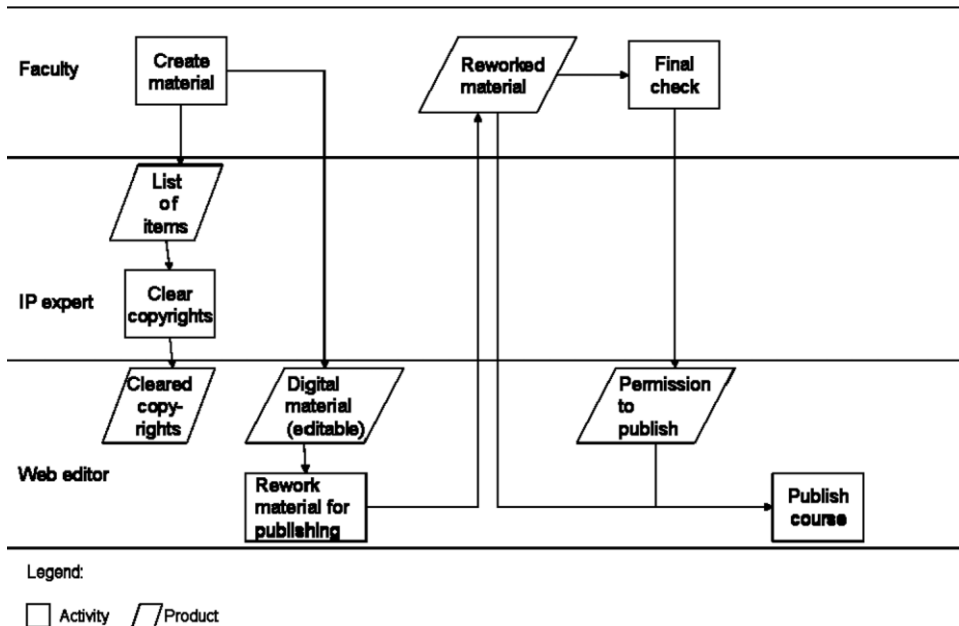 Faculty
Create
material
Reworked
material
Final
check
List
of
items
IP expert
Clear
copyrights
Cleared
copy-
rights
Digital
material
(editable)
Permission
to
publish
Web editor
Rework
material for
publishing
Publish
course
Legend:
Activity
Product